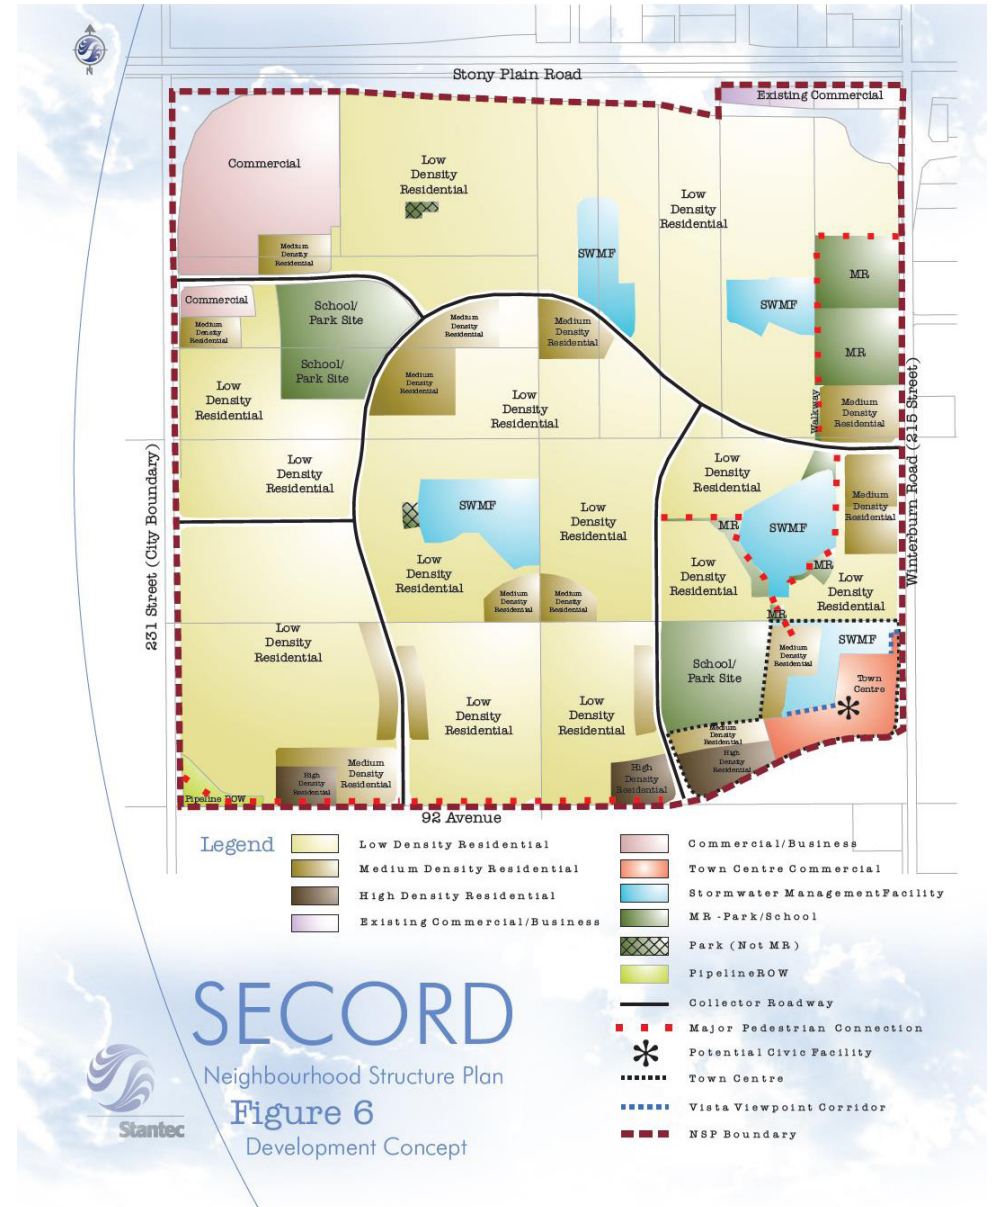 N
Stony Plain Road
Existing Commercial
Commercial
Low
Density
Residential
Low
Density
Residential
Medium
Density
Residential
SWMF
SWMF
MR
Commercial
School/
Park Site
Medium
Density
Residential
Medium
Density
Residential
Medium
Density
Residential
MR
School/
Park Site
Medium
Density
Residential
Low
Density
Residential
Low
Density
Residential
Walkway
Medium
Density
Residential
231 Street (City Boundary)
Winterburn Road (215 Street)
Low
Density
Residential
Low
Density
Residential
Medium
Density
Residential
SWMF
Low
Density
Residential
MR
SWMF
Low
Density
Residential
Low
Density
Residential
MR
Low
Density
Residential
Medium
Density
Residential
Medium
Density
Residential
MR
Low
Density
Residential
School/
Park Site
Medium
Density
Residential
SWMF
Town
Centre
Low
Density
Residential
Low
Density
Residential
Medium
Density
Residential
High
Density
Residential
High
Density
Residential
Medium
Density
Residential
High
Density
Residential
Pipeline ROW
92 Avenue
Legend
Low Density Residential
Medium Density Residential
High Density Residential
Existing Commercial/Business
Commercial/Business
Town Centre Commercial
Stormwater ManagementFacility
MR -Park/School
Park (Not MR)
PipelineROW
Collector Roadway
Major Pedestrian Connection
Potential Civic Facility
Town Centre
Vista Viewpoint Corridor
NSP Boundary
SECORD
Neighbourhood Structure Plan
Figure 6
Development Concept
Stantec